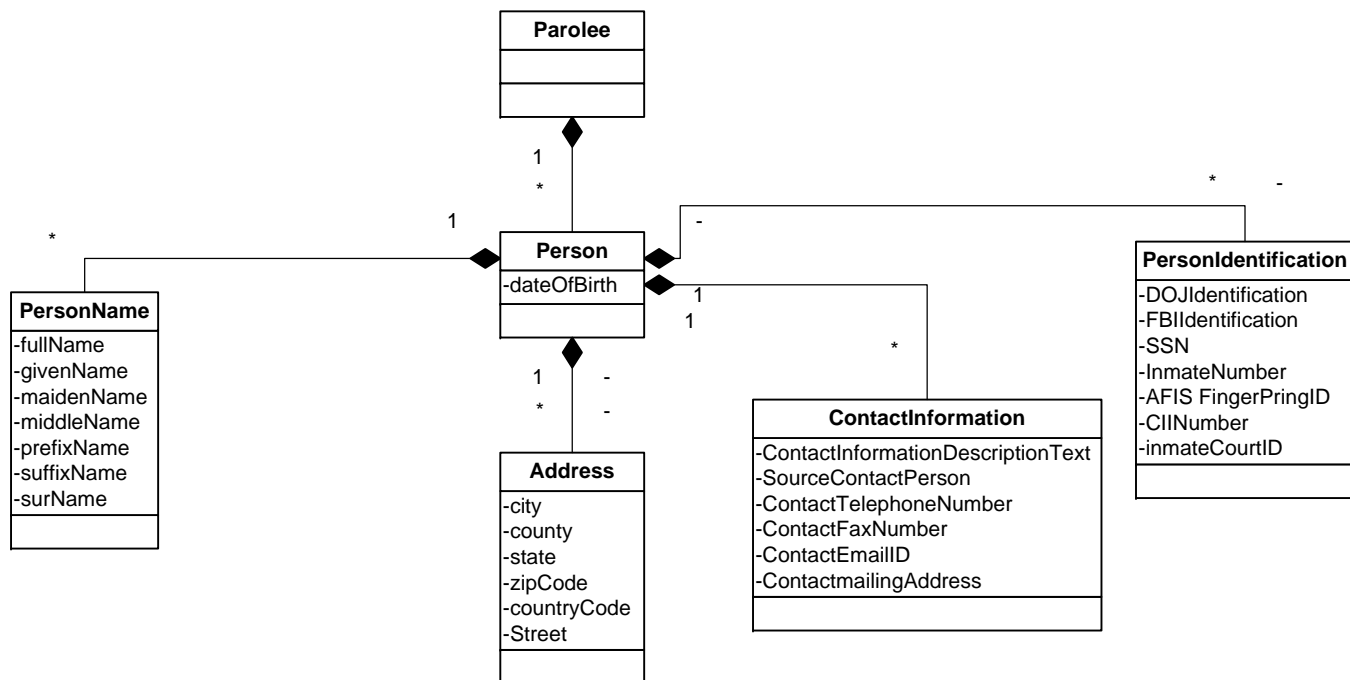 Parolee
1
*
1
*
-
*
-
Person
-dateOfBirth
PersonName
-fullName
-givenName
-maidenName
-middleName
-prefixName
-suffixName
-surName
PersonIdentification
-DOJIdentification
-FBIIdentification
-SSN
-InmateNumber
-AFIS FingerPringID
-CIINumber
-inmateCourtID
1
1
*
1
-
*
-
ContactInformation
-ContactInformationDescriptionText
-SourceContactPerson
-ContactTelephoneNumber
-ContactFaxNumber
-ContactEmailID
-ContactmailingAddress
Address
-city
-county
-state
-zipCode
-countryCode
-Street